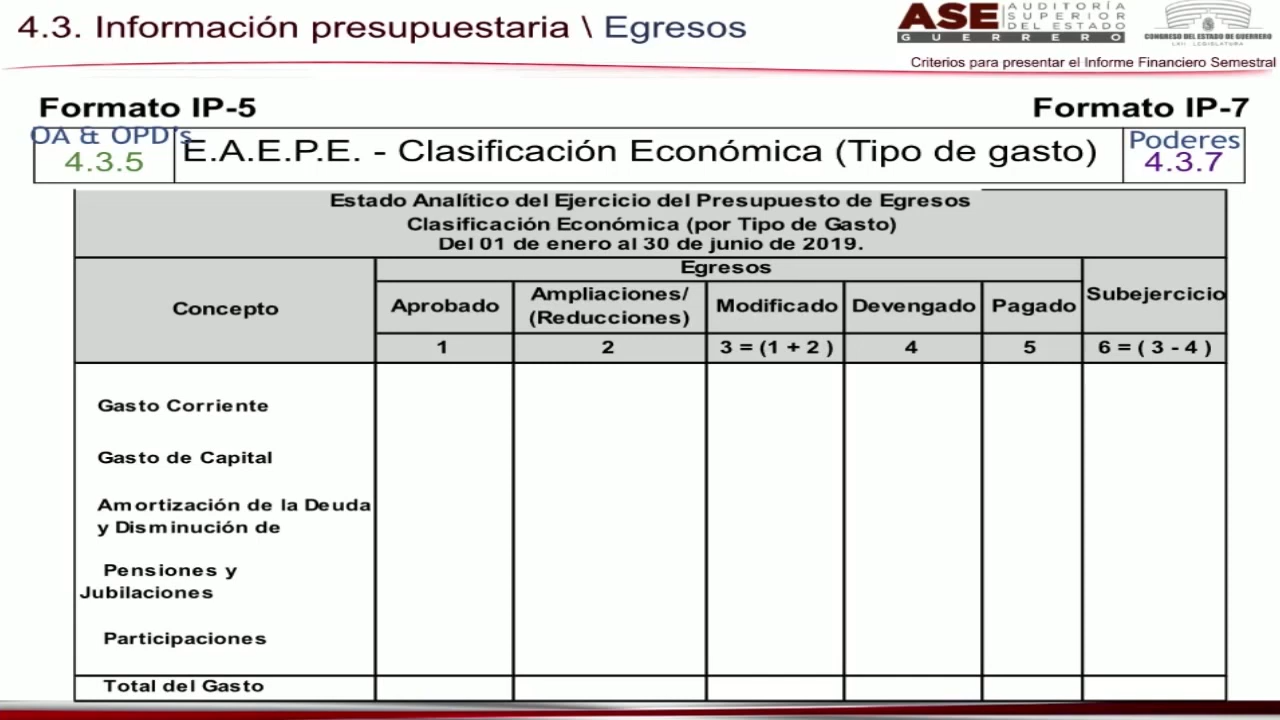 4.3. Información presupuestaria \ Egresos
ASE AUDITORÍA SUPERIOR DEL ESTADO
GUERRERO
CONGRESO DEL ESTADO DE GUERRERO
LXII - LEGISLATURA
Criterios para presentar el Informe Financiero Semestral
Formato IP-5
Formato IP-7
OA & OPD's
4.3.5
E.A.E.P.E. - Clasificación Económica (Tipo de gasto)
Poderes
4.3.7
Estado Analítico del Ejercicio del Presupuesto de Egresos
Clasificación Económica (por Tipo de Gasto)
Del 01 de enero al 30 de junio de 2019.
Concepto
Egresos
Subejercicio
Aprobado
Ampliaciones/
(Reducciones)
Modificado
Devengado
Pagado
1
2
3 = (1 + 2 )
4
5
6 = ( 3 - 4 )
Gasto Corriente
Gasto de Capital
Amortización de la Deuda
y Disminución de
Pensiones y
Jubilaciones
Participaciones
Total del Gasto